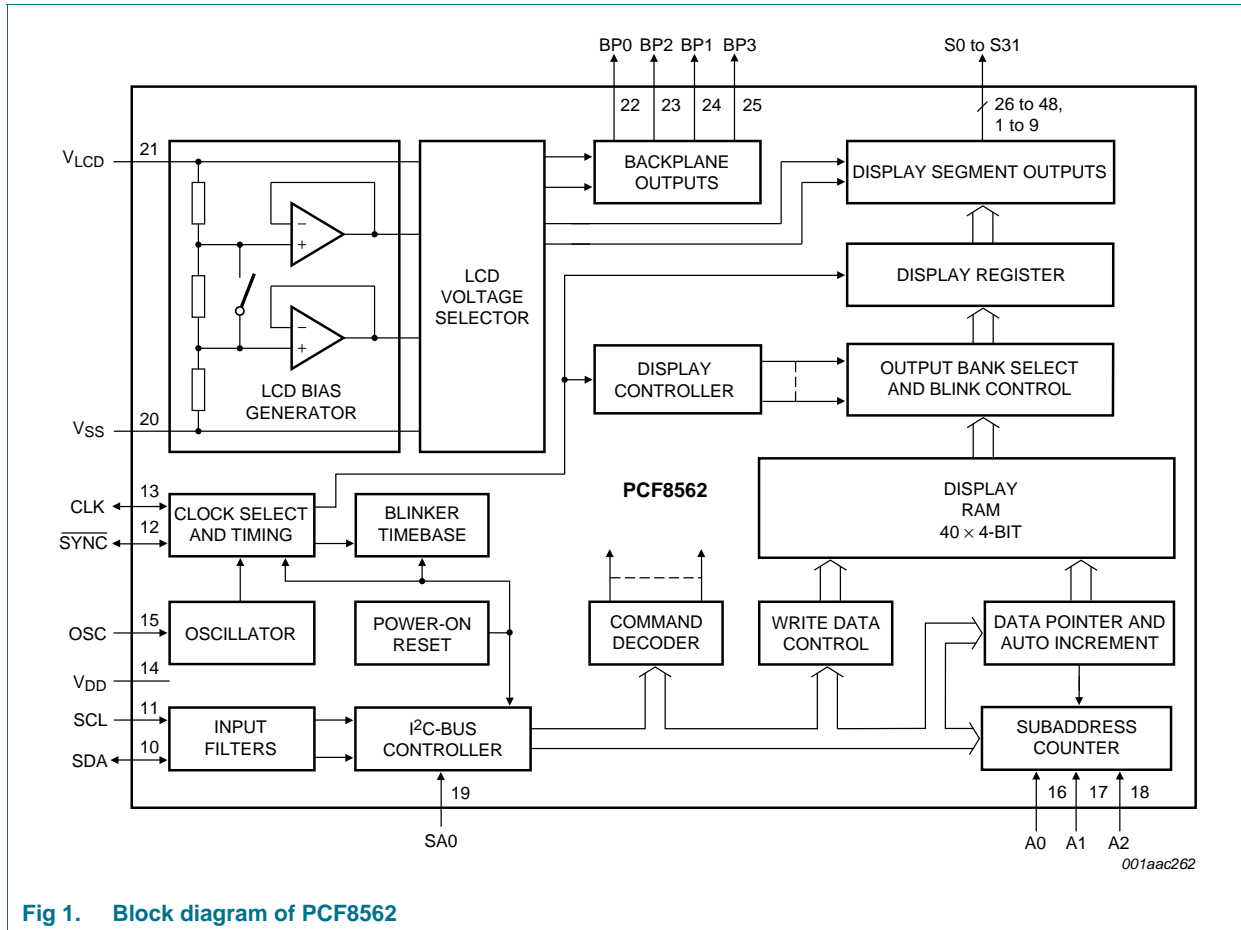 BP0 BP2 BP1 BP3
S0 to S31
22 23 24 25
26 to 48,
1 to 9
VLCD
21
BACKPLANE
OUTPUTS
DISPLAY SEGMENT OUTPUTS
−
+
LCD
VOLTAGE
SELECTOR
DISPLAY REGISTER
−
+
LCD BIAS
GENERATOR
DISPLAY
CONTROLLER
OUTPUT BANK SELECT
AND BLINK CONTROL
VSS
20
CLK
13
SYNC
12
CLOCK SELECT
AND TIMING
BLINKER
TIMEBASE
PCF8562
DISPLAY
RAM
40 × 4-BIT
OSC
15
OSCILLATOR
POWER-ON
RESET
COMMAND
DECODER
WRITE DATA
CONTROL
DATA POINTER AND
AUTO INCREMENT
VDD
14
SCL
11
SDA
10
INPUT
FILTERS
I2C-BUS
CONTROLLER
SUBADDRESS
COUNTER
19
SA0
16 17 18
A0 A1 A2
001aac262
Fig 1. Block diagram of PCF8562